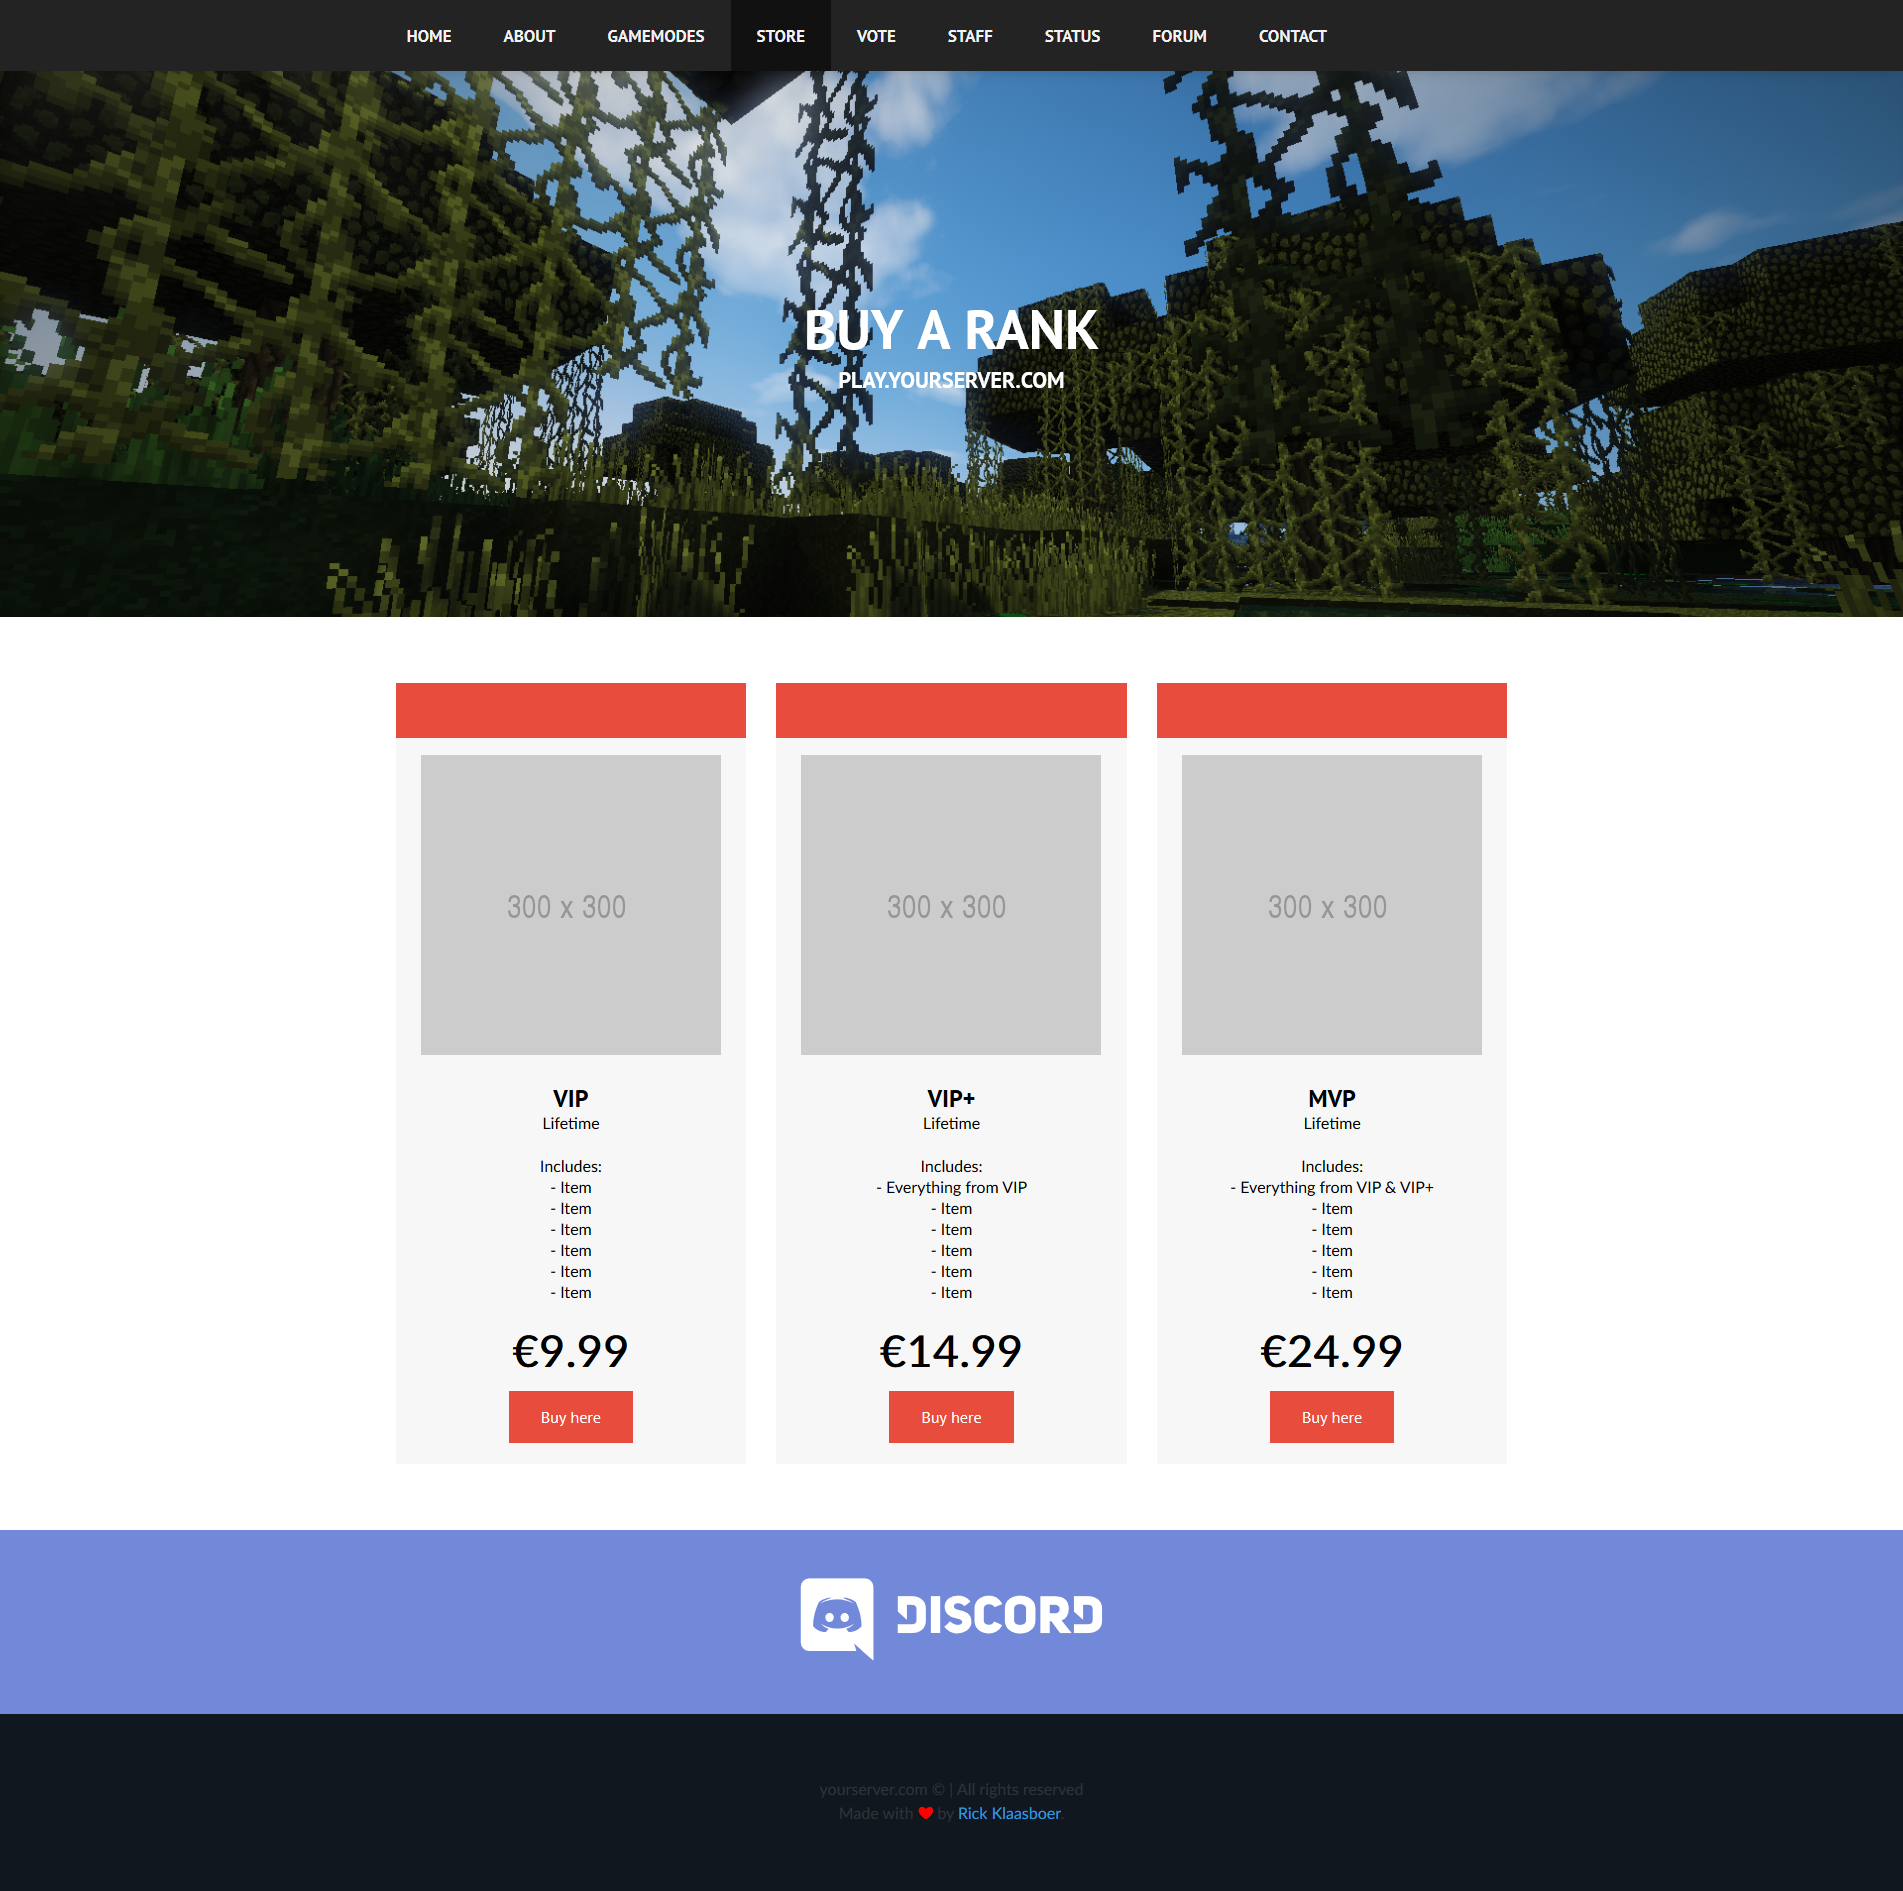 HOME ABOUT GAMEMODES STORE VOTE STAFF STATUS FORUM CONTACT
BUY A RANK
PLAY.YOURSERVER.COM
300 x 300
VIP
Lifetime
Includes:
- Item
- Item
- Item
- Item
- Item
- Item
€9.99
Buy here
300 x 300
VIP+
Lifetime
Includes:
- Everything from VIP
- Item
- Item
- Item
- Item
- Item
€14.99
Buy here
300 x 300
MVP
Lifetime
Includes:
- Everything from VIP & VIP+
- Item
- Item
- Item
- Item
- Item
€24.99
Buy here
DISCORD
yourserver.com © | All rights reserved
Made with ♥ by Rick Klaasboer